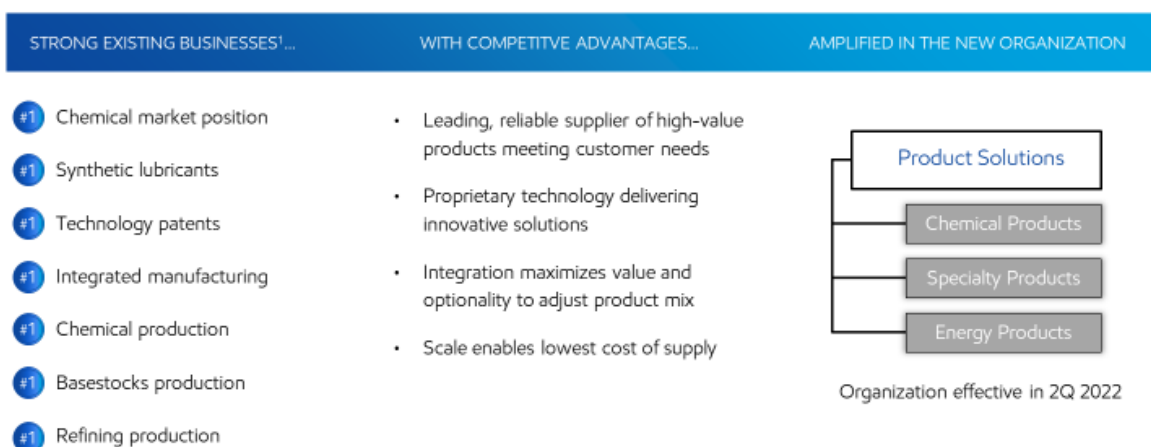 STRONG EXISTING BUSINESSES¹...
WITH COMPETITVE ADVANTAGES...
AMPLIFIED IN THE NEW ORGANIZATION
#1 Chemical market position
#1 Synthetic lubricants
#1 Technology patents
#1 Integrated manufacturing
#1 Chemical production
#1 Basestocks production
#1 Refining production
• Leading, reliable supplier of high-value
products meeting customer needs
• Proprietary technology delivering
innovative solutions
• Integration maximizes value and
optionality to adjust product mix
• Scale enables lowest cost of supply
Product Solutions
Chemical Products
Specialty Products
Energy Products
Organization effective in 2Q 2022